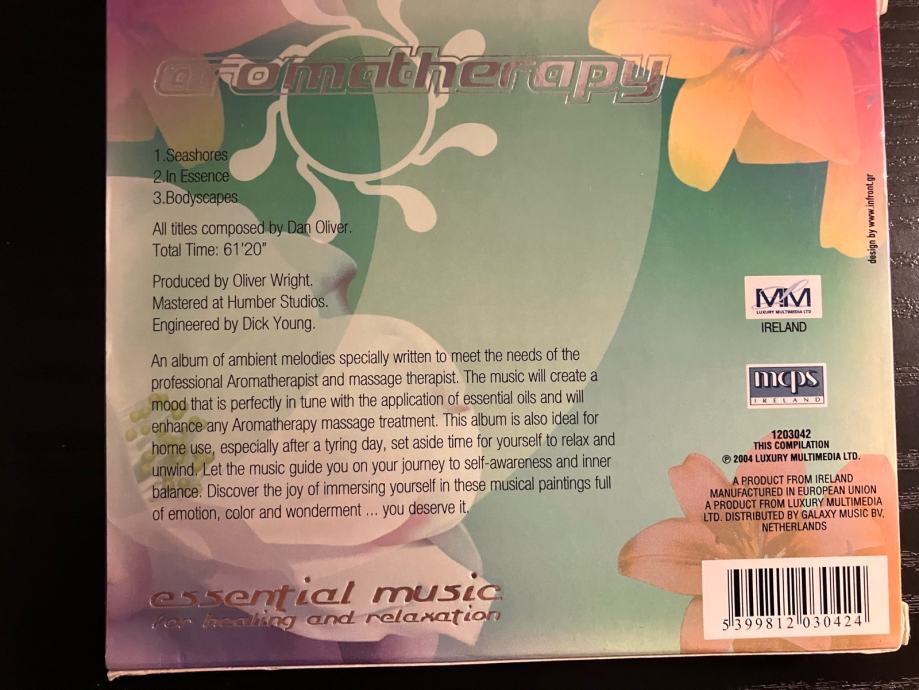 aromatherapy
1.Seashores
2.In Essence
3.Bodyscapes
All titles composed by Dan Oliver.
Total Time: 61'20"
Produced by Oliver Wright.
Mastered at Humber Studios.
Engineered by Dick Young.
An album of ambient melodies specially written to meet the needs of the
professional Aromatherapist and massage therapist. The music will create a
mood that is perfectly in tune with the application of essential oils and will
enhance any Aromatherapy massage treatment. This album is also ideal for
home use, especially after a tyring day, set aside time for yourself to relax and
unwind. Let the music guide you on your journey to self-awareness and inner
balance. Discover the joy of immersing yourself in these musical paintings full
of emotion, color and wonderment ... you deserve it.
essential music
for healing and relaxation
design by www.infront.gr
MM
LUXURY MULTIMEDIA LTD
IRELAND
mcps
IRELAND
1203042
THIS COMPILATION
℗ 2004 LUXURY MULTIMEDIA LTD.
A PRODUCT FROM IRELAND
MANUFACTURED IN EUROPEAN UNION
A PRODUCT FROM LUXURY MULTIMEDIA
LTD. DISTRIBUTED BY GALAXY MUSIC BV,
NETHERLANDS
5 399812 030424